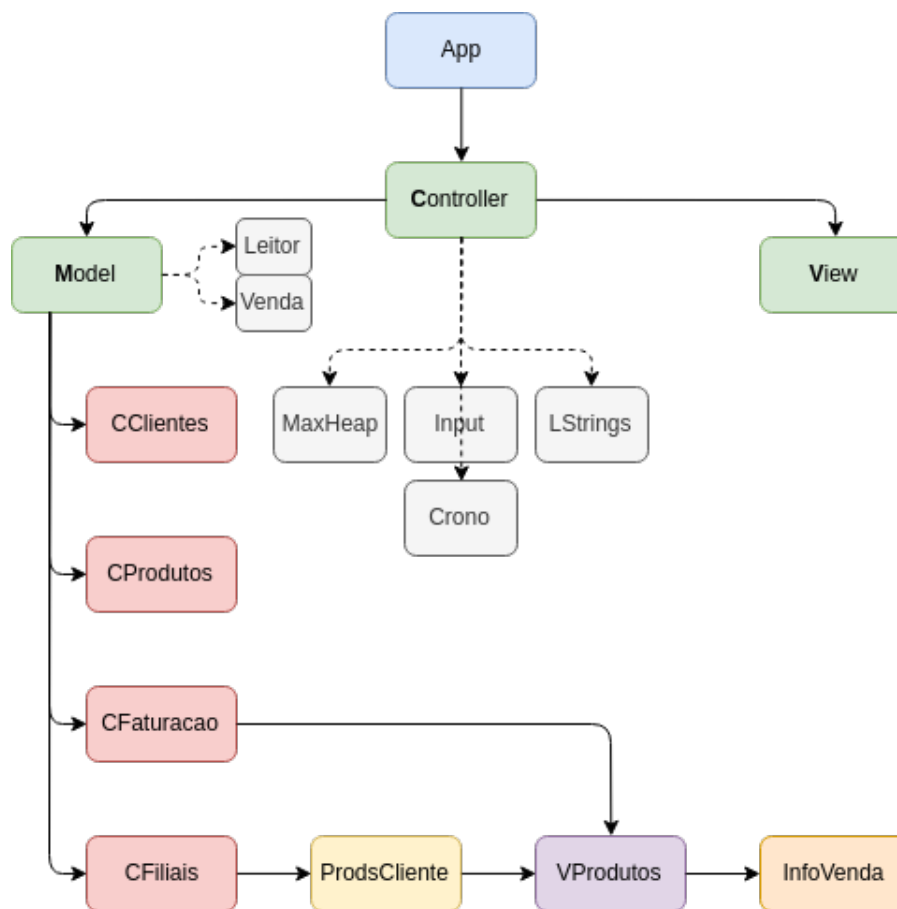 App
Controller
Model
Leitor
Venda
View
CClientes
MaxHeap
Input
LStrings
Crono
CProdutos
CFaturacao
CFiliais
ProdsCliente
VProdutos
InfoVenda